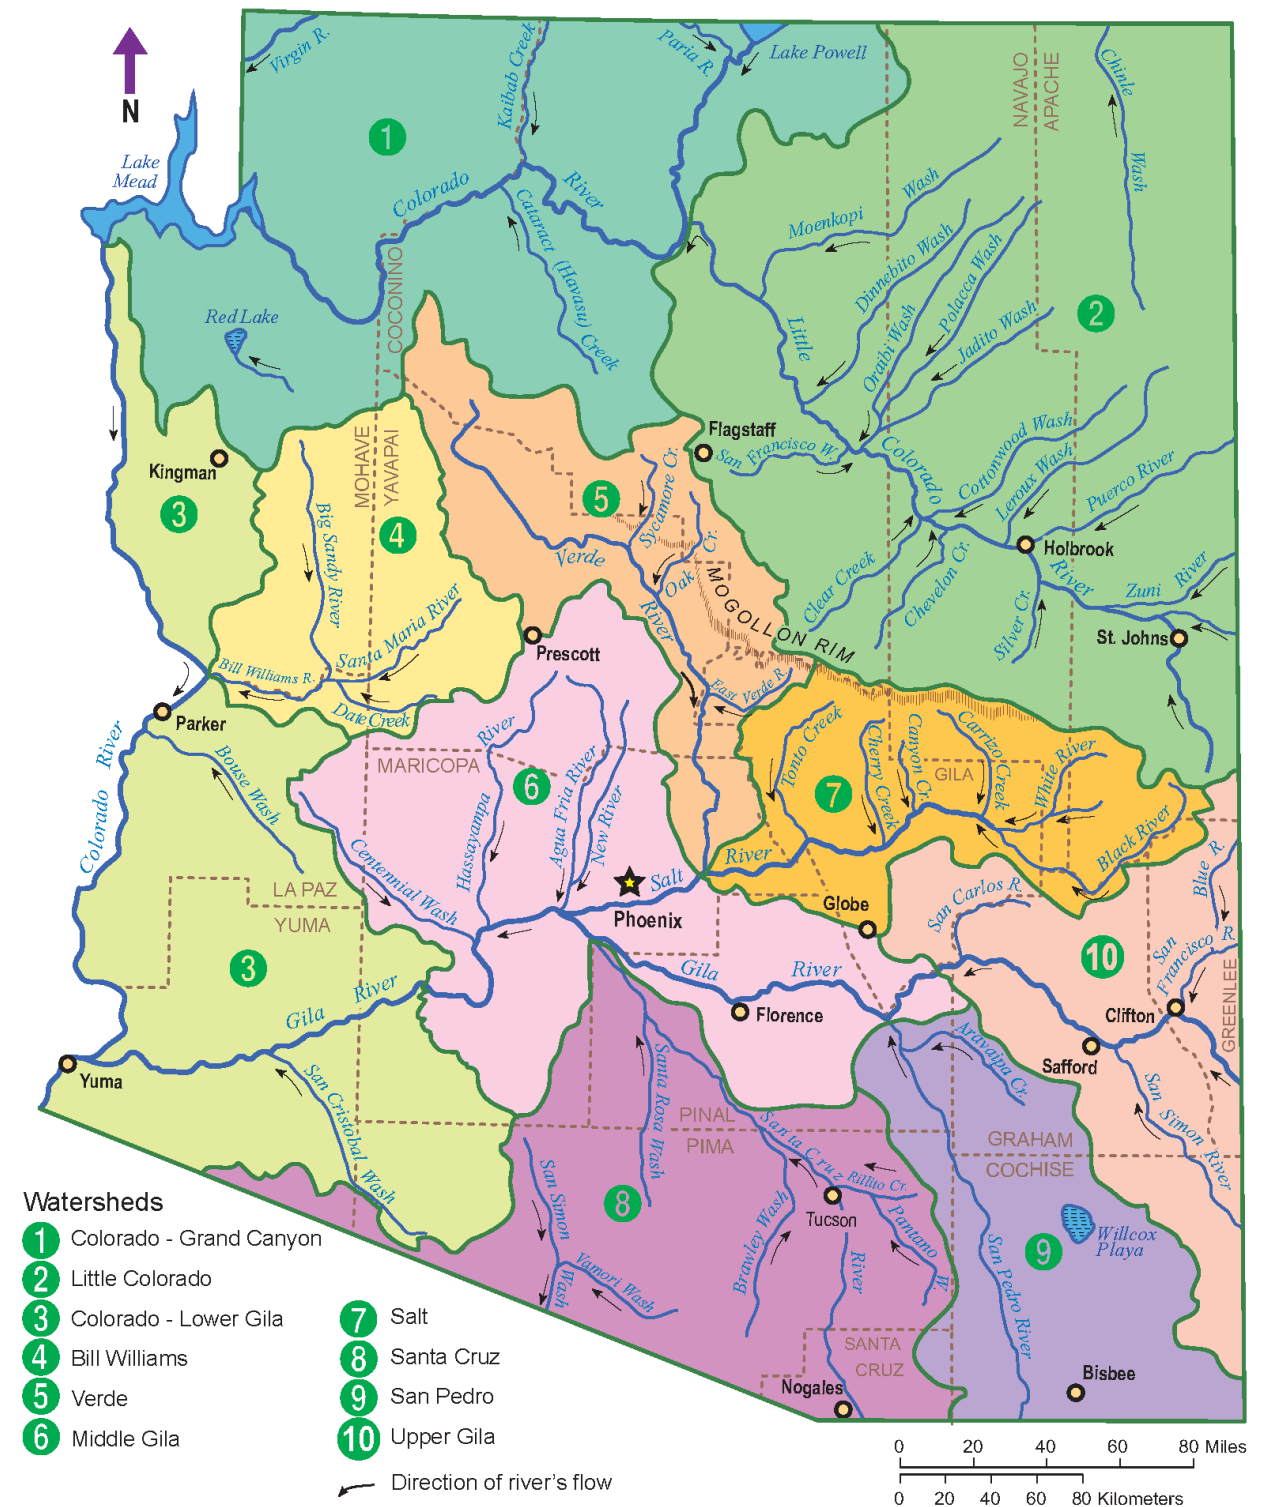 Virgin R.
Kaibab Creek
Paria R.
Lake Powell
N
1
NAVAJO
APACHE
Chinle
Wash
Lake
Mead
Colorado
River
Cataract (Havasu) Creek
Moenkopi
Wash
Dinnebito Wash
Oraibi Wash
Polacca Wash
Jadito Wash
2
COCONINO
Red Lake
Little
Colorado
River
MOHAVE
YAVAPAI
Flagstaff
San Francisco W.
Cottonwood Wash
Leroux Wash
Puerco River
Kingman
3
Big Sandy River
4
5
Sycamore Cr.
Verde
River
Oak
Cr.
MOGOLLON RIM
Clear Creek
Chevelon Cr.
Holbrook
Silver Cr.
Zuni
River
St. Johns
Bill Williams R.
Santa Maria River
Date Creek
Prescott
East Verde R.
Parker
Colorado
River
Bouse Wash
MARICOPA
River
Hassayampa
6
Agua Fria River
New River
Tonto Creek
7
Cherry Creek
Canyon Cr.
Carrizo
Creek
GILA
White River
Black River
Centennial Wash
LA PAZ
YUMA
Phoenix
Salt
River
Globe
San Carlos R.
Blue R.
San
Francisco R.
3
Gila
River
Gila
River
Florence
10
GREENLEE
Clifton
Safford
Yuma
San Cristobal
Wash
Santa Rosa Wash
Aravaipa Cr.
San Simon
River
PINAL
PIMA
GRAHAM
COCHISE
Santa Cruz
River
Rillito Cr.
Tucson
Pantano
W.
8
San Simon
Wash
Vamori Wash
Brawley Wash
9
San Pedro River
Willcox
Playa
SANTA
CRUZ
Nogales
Bisbee
Watersheds
1 Colorado - Grand Canyon
2 Little Colorado
3 Colorado - Lower Gila
4 Bill Williams
5 Verde
6 Middle Gila
7 Salt
8 Santa Cruz
9 San Pedro
10 Upper Gila
Direction of river's flow
0 20 40 60 80 Miles
0 20 40 60 80 Kilometers